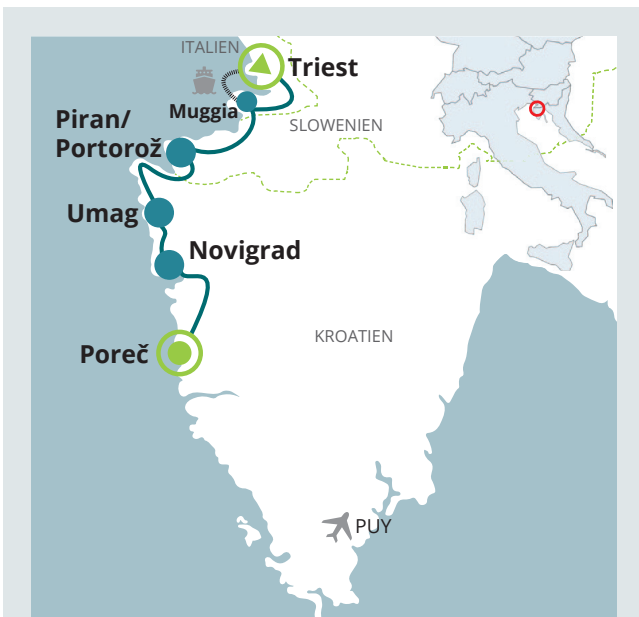 ITALIEN
Triest
Muggia
SLOWENIEN
Piran/
Portorož
Umag
Novigrad
KROATIEN
Poreč
PUY